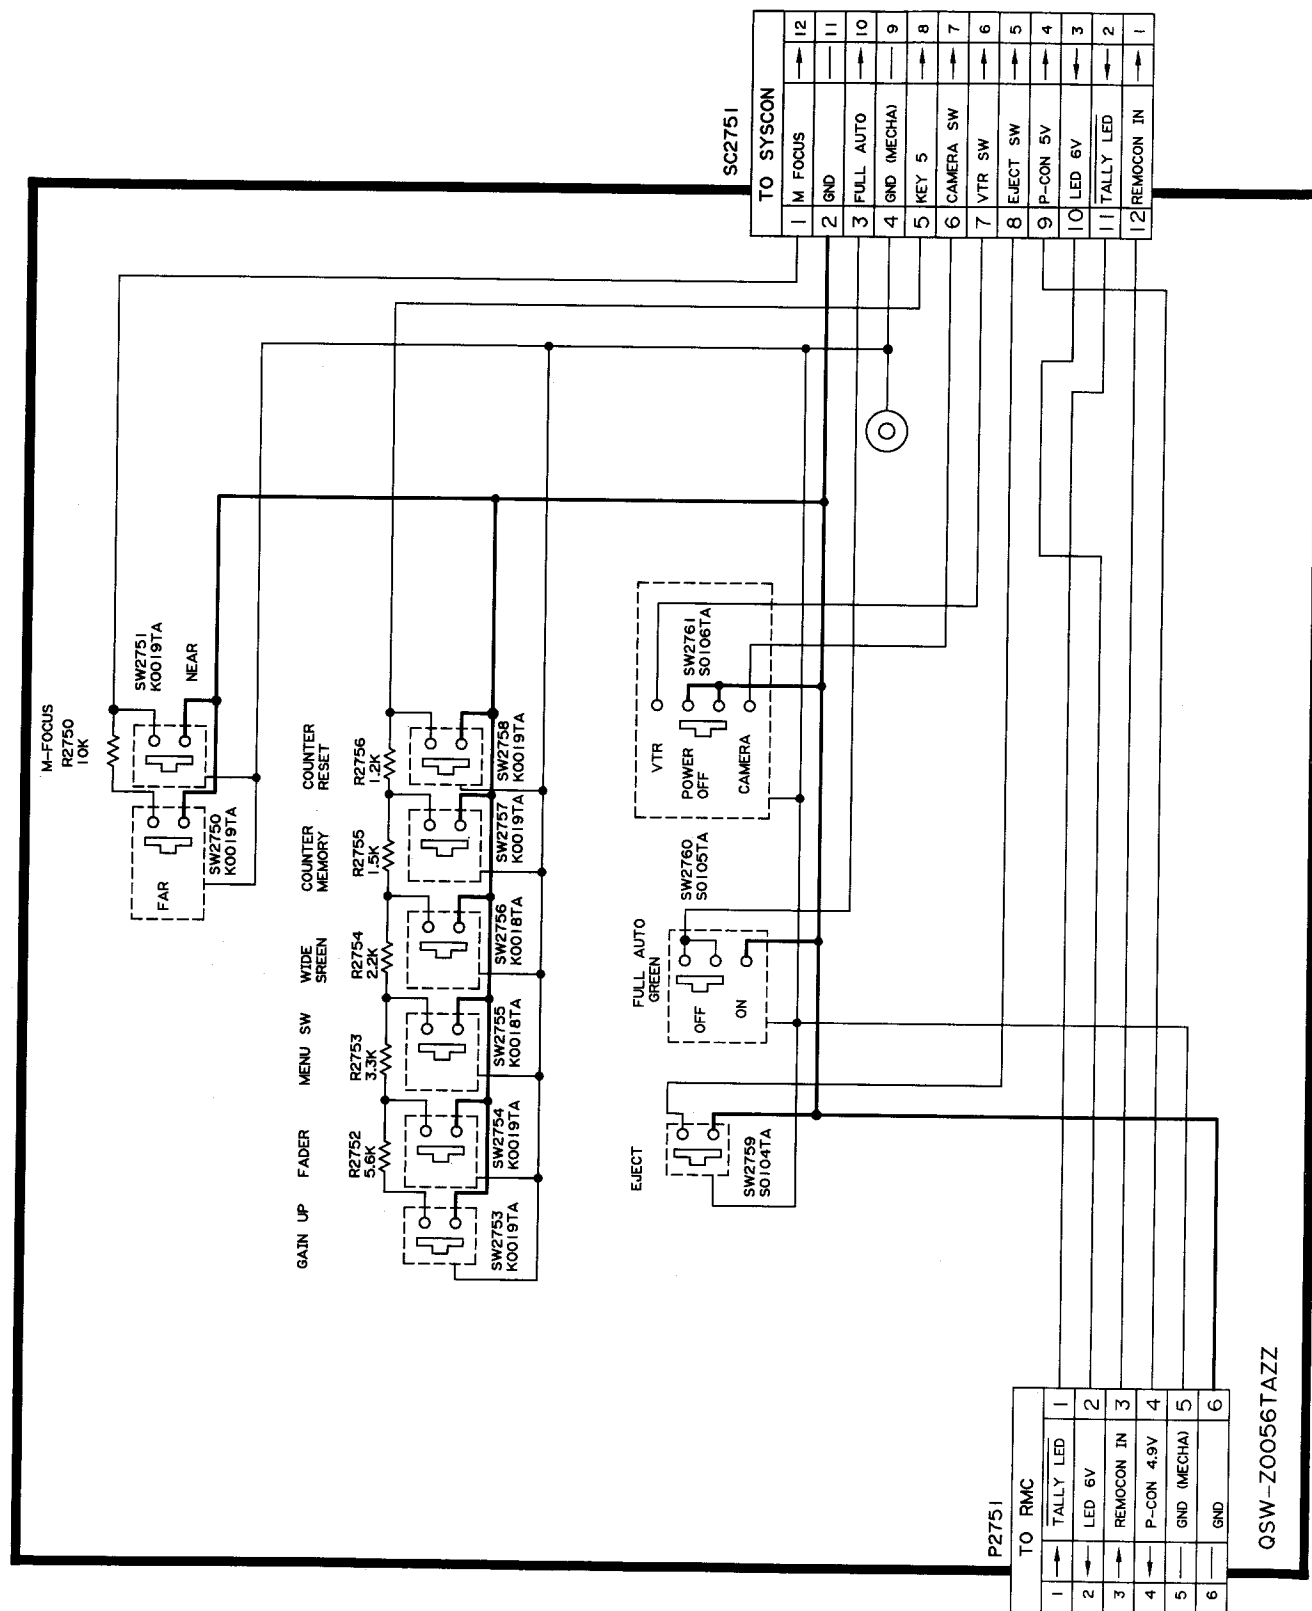 SC2751
TO SYSCON
1 M FOCUS 12
2 GND 11
3 FULL AUTO 10
4 GND (MECHA) 9
5 KEY 5 8
6 CAMERA SW 7
7 VTR SW 6
8 EJECT SW 5
9 P-CON 5V 4
10 LED 6V 3
11 TALLY LED 2
12 REMOCON IN 1
M-FOCUS
R2750
10K
SW2751
K0019TA
NEAR
SW2750
K0019TA
FAR
COUNTER
RESET
R2756
1.2K
SW2758
K0019TA
COUNTER
MEMORY
R2755
1.5K
SW2757
K0019TA
WIDE
SREEN
R2754
2.2K
SW2756
K0018TA
MENU SW
R2753
3.3K
SW2755
K0018TA
FADER
R2752
5.6K
SW2754
K0019TA
GAIN UP
SW2753
K0019TA
VTR
POWER
OFF
CAMERA
SW2761
S0106TA
FULL AUTO
GREEN
SW2760
S0105TA
OFF
ON
EJECT
SW2759
S0104TA
P2751
TO RMC
1 TALLY LED 1
2 LED 6V 2
3 REMOCON IN 3
4 P-CON 4.9V 4
5 GND (MECHA) 5
6 GND 6
QSW-Z0056TAZZ